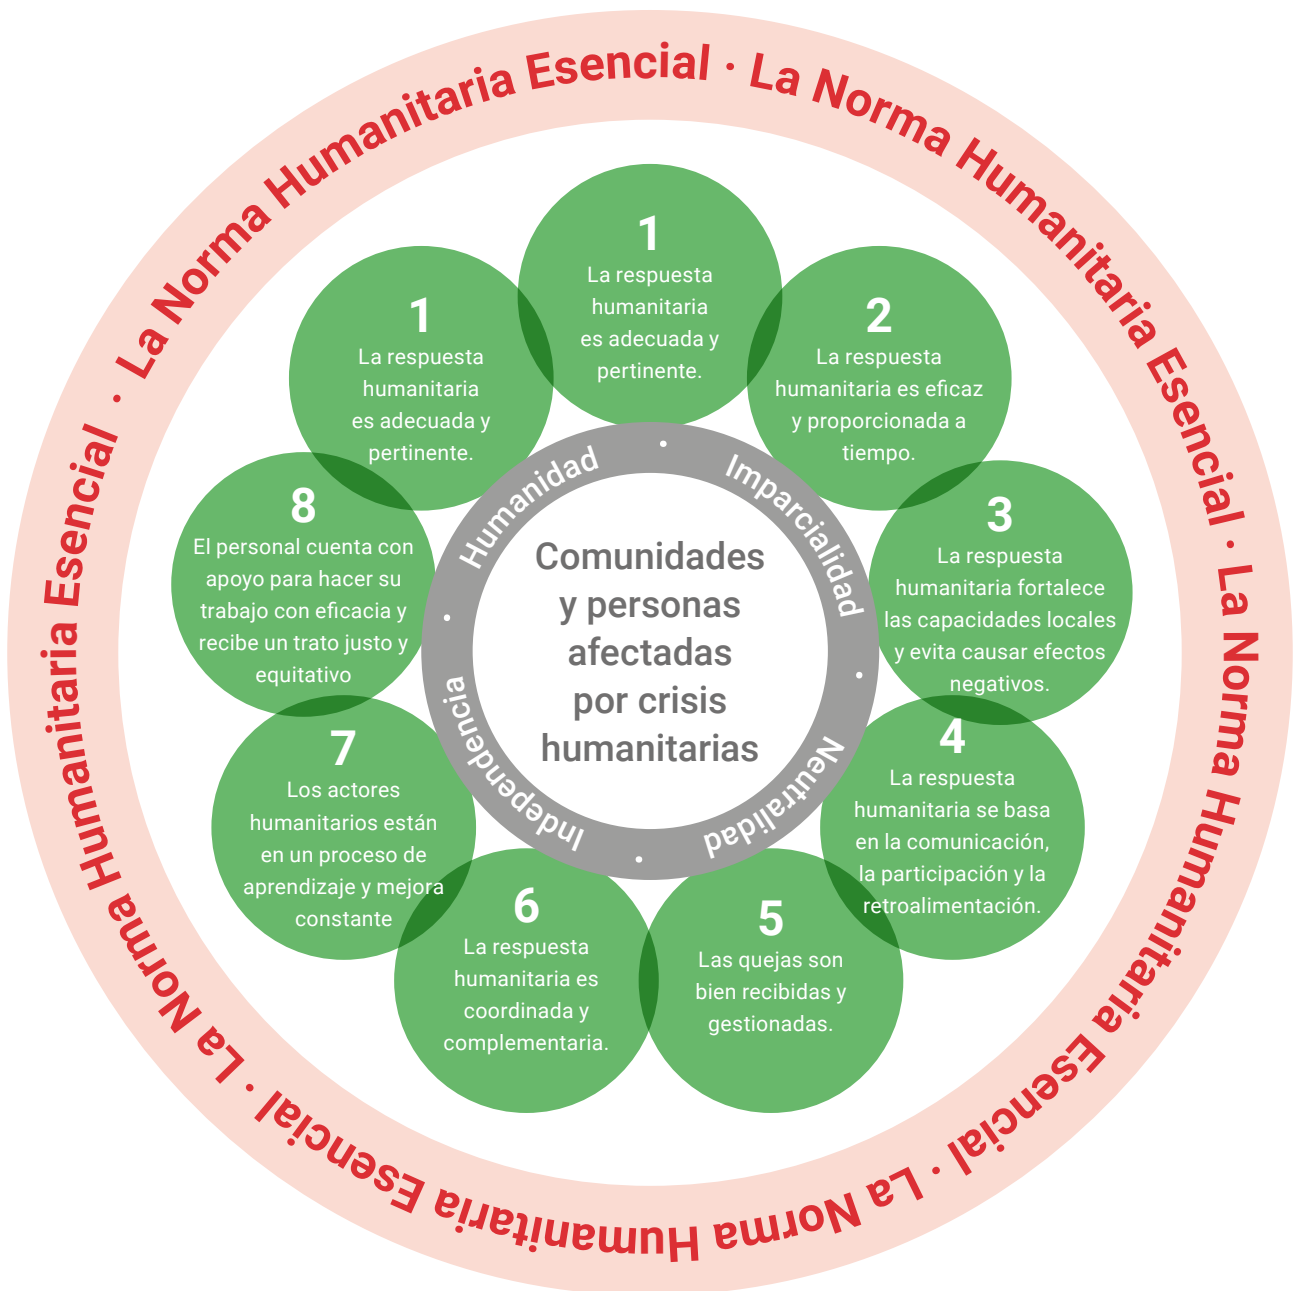 La Norma Humanitaria Esencial · La Norma Humanitaria Esencial · La Norma Humanitaria Esencial · La Norma Humanitaria Esencial · La Norma Humanitaria Esencial ·
1
La respuesta
humanitaria
es adecuada y
pertinente.
2
La respuesta
humanitaria es eficaz
y proporcionada a
tiempo.
3
La respuesta
humanitaria fortalece
las capacidades locales
y evita causar efectos
negativos.
4
La respuesta
humanitaria se basa
en la comunicación,
la participación y la
retroalimentación.
5
Las quejas son
bien recibidas y
gestionadas.
6
La respuesta
humanitaria es
coordinada y
complementaria.
7
Los actores
humanitarios están
en un proceso de
aprendizaje y mejora
constante
8
El personal cuenta con
apoyo para hacer su
trabajo con eficacia y
recibe un trato justo y
equitativo
1
La respuesta
humanitaria
es adecuada y
pertinente.
Humanidad · Imparcialidad · Neutralidad · Independencia ·
Comunidades
y personas
afectadas
por crisis
humanitarias